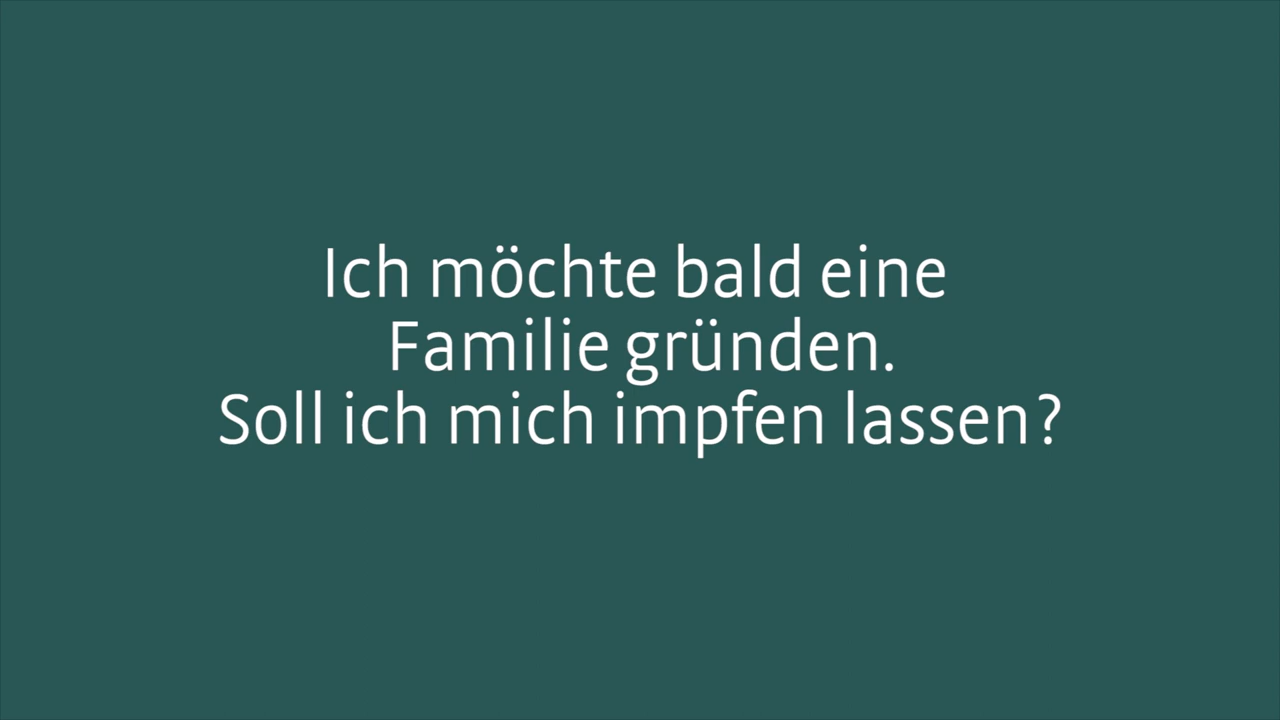 Ich möchte bald eine
Familie gründen.
Soll ich mich impfen lassen?